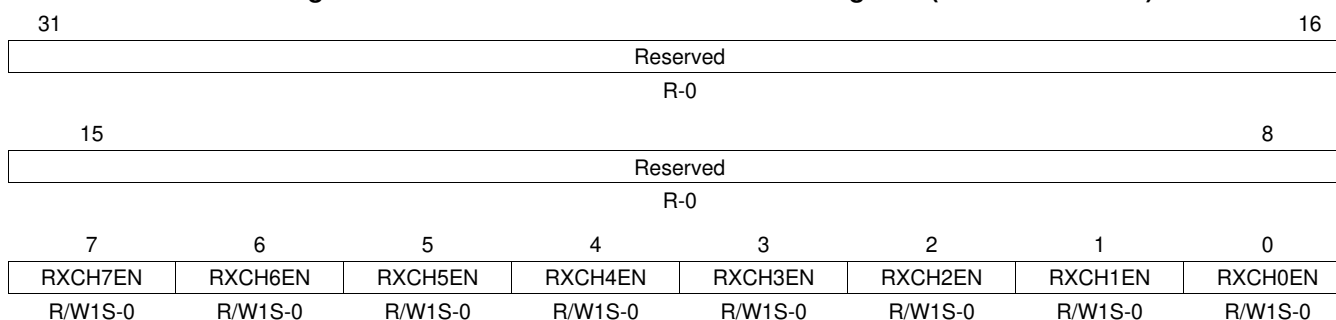 31 16
Reserved
R-0
15 8
Reserved
R-0
7 6 5 4 3 2 1 0
RXCH7EN RXCH6EN RXCH5EN RXCH4EN RXCH3EN RXCH2EN RXCH1EN RXCH0EN
R/W1S-0 R/W1S-0 R/W1S-0 R/W1S-0 R/W1S-0 R/W1S-0 R/W1S-0 R/W1S-0